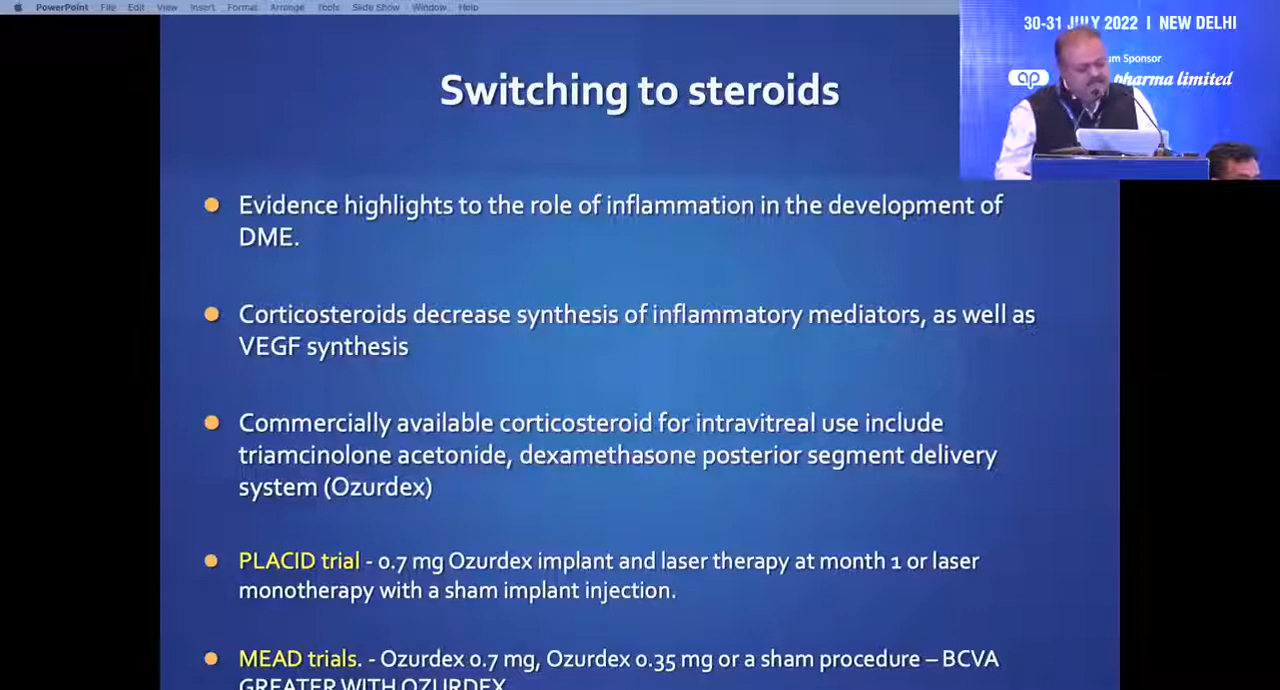 PowerPoint File Edit View Insert Format Arrange Tools Slide Show Window Help
30-31 JULY 2022 | NEW DELHI
um Sponsor
ap pharma limited
Switching to steroids
Evidence highlights to the role of inflammation in the development of
DME.
Corticosteroids decrease synthesis of inflammatory mediators, as well as
VEGF synthesis
Commercially available corticosteroid for intravitreal use include
triamcinolone acetonide, dexamethasone posterior segment delivery
system (Ozurdex)
PLACID trial - 0.7 mg Ozurdex implant and laser therapy at month 1 or laser
monotherapy with a sham implant injection.
MEAD trials. - Ozurdex 0.7 mg, Ozurdex 0.35 mg or a sham procedure – BCVA
GREATER WITH OZURDEX